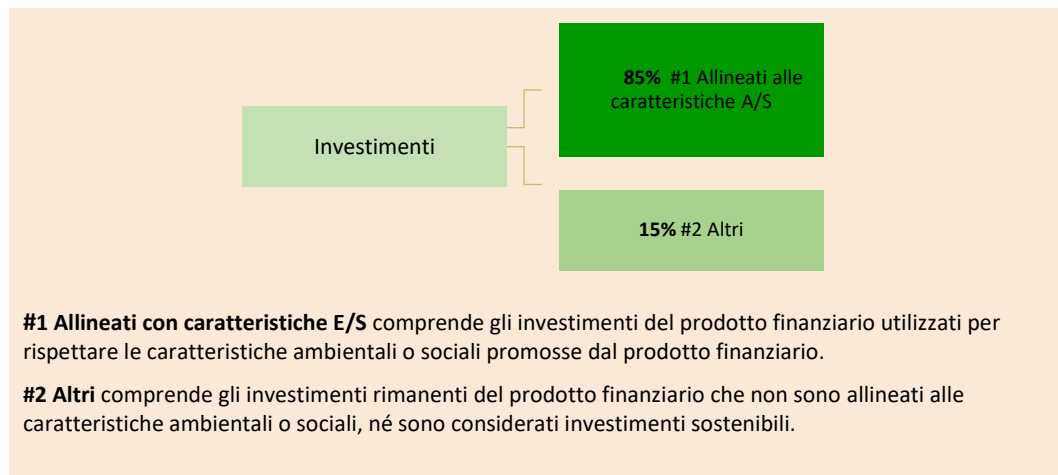 85% #1 Allineati alle
caratteristiche A/S
Investimenti
15% #2 Altri
#1 Allineati con caratteristiche E/S comprende gli investimenti del prodotto finanziario utilizzati per
rispettare le caratteristiche ambientali o sociali promosse dal prodotto finanziario.
#2 Altri comprende gli investimenti rimanenti del prodotto finanziario che non sono allineati alle
caratteristiche ambientali o sociali, né sono considerati investimenti sostenibili.